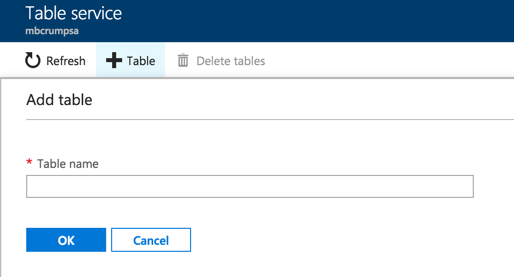 Table service
mbcrumpsa
Refresh Table Delete tables
Add table
* Table name
OK Cancel